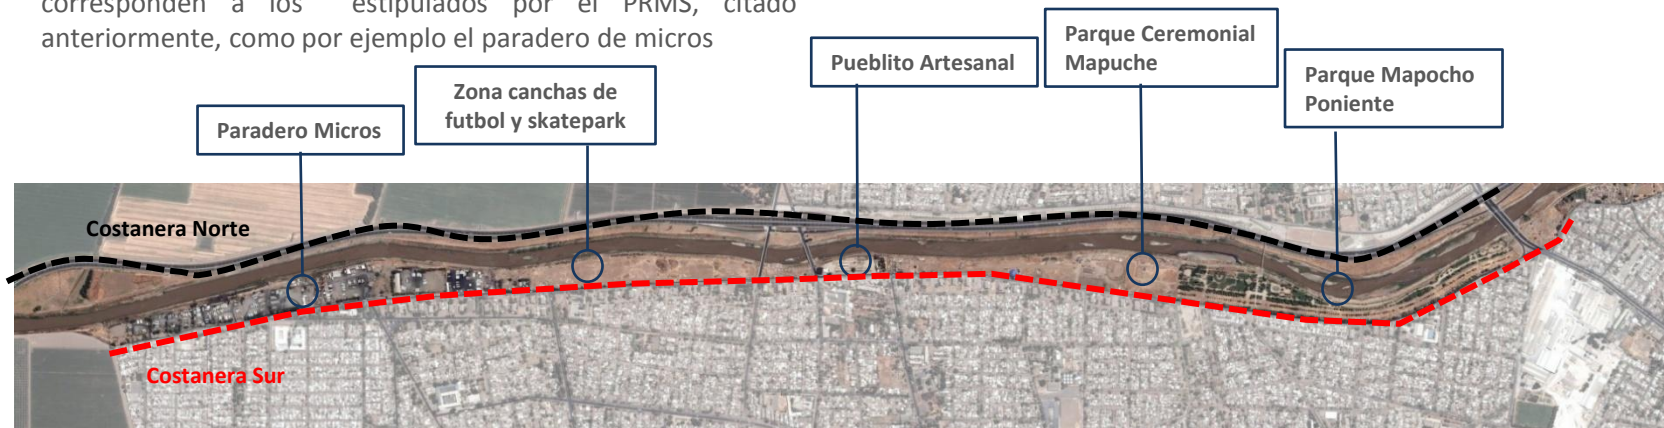 corresponden a los estipulados por el PRMS, citado
anteriormente, como por ejemplo el paradero de micros
Paradero Micros
Zona canchas de
futbol y skatepark
Pueblito Artesanal
Parque Ceremonial
Mapuche
Parque Mapocho
Poniente
Costanera Norte
Costanera Sur